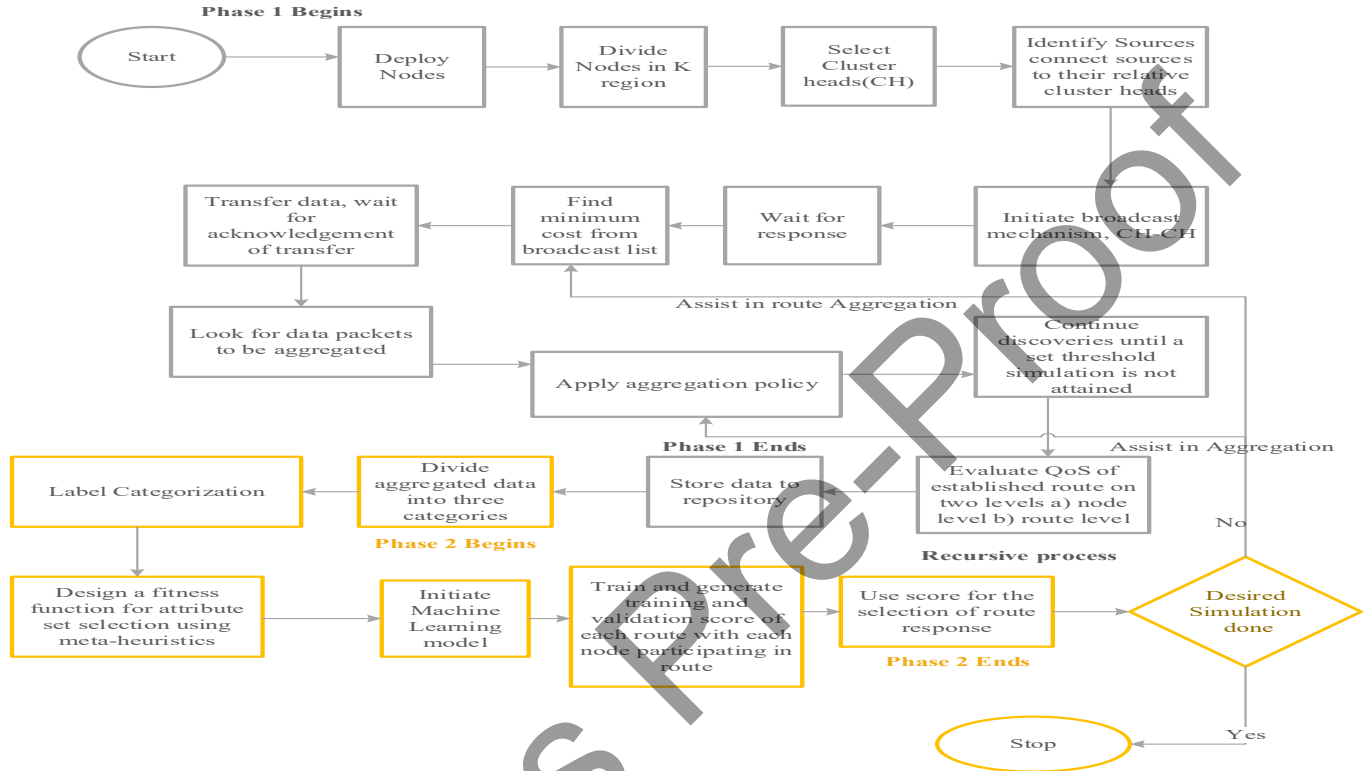 Phase 1 Begins
Start
Deploy
Nodes
Divide
Nodes in K
region
Select
Cluster
heads(CH)
Identify Sources
connect sources
to their relative
cluster heads
Initiate broadcast
mechanism, CH-CH
Wait for
response
Find
minimum
cost from
broadcast list
Transfer data, wait
for
acknowledgement
of transfer
Look for data packets
to be aggregated
Assist in route Aggregation
Apply aggregation policy
Continue
discoveries until a
set threshold
simulation is not
attained
Assist in Aggregation
Evaluate QoS of
established route on
two levels a) node
level b) route level
Phase 1 Ends
Store data to
repository
Divide
aggregated data
into three
categories
Phase 2 Begins
Label Categorization
Design a fitness
function for attribute
set selection using
meta-heuristics
Initiate
Machine
Learning
model
Train and generate
training and
validation score of
each route with each
node participating in
route
Recursive process
Use score for the
selection of route
response
Phase 2 Ends
No
Desired
Simulation
done
Yes
Stop
s Pre-Proof